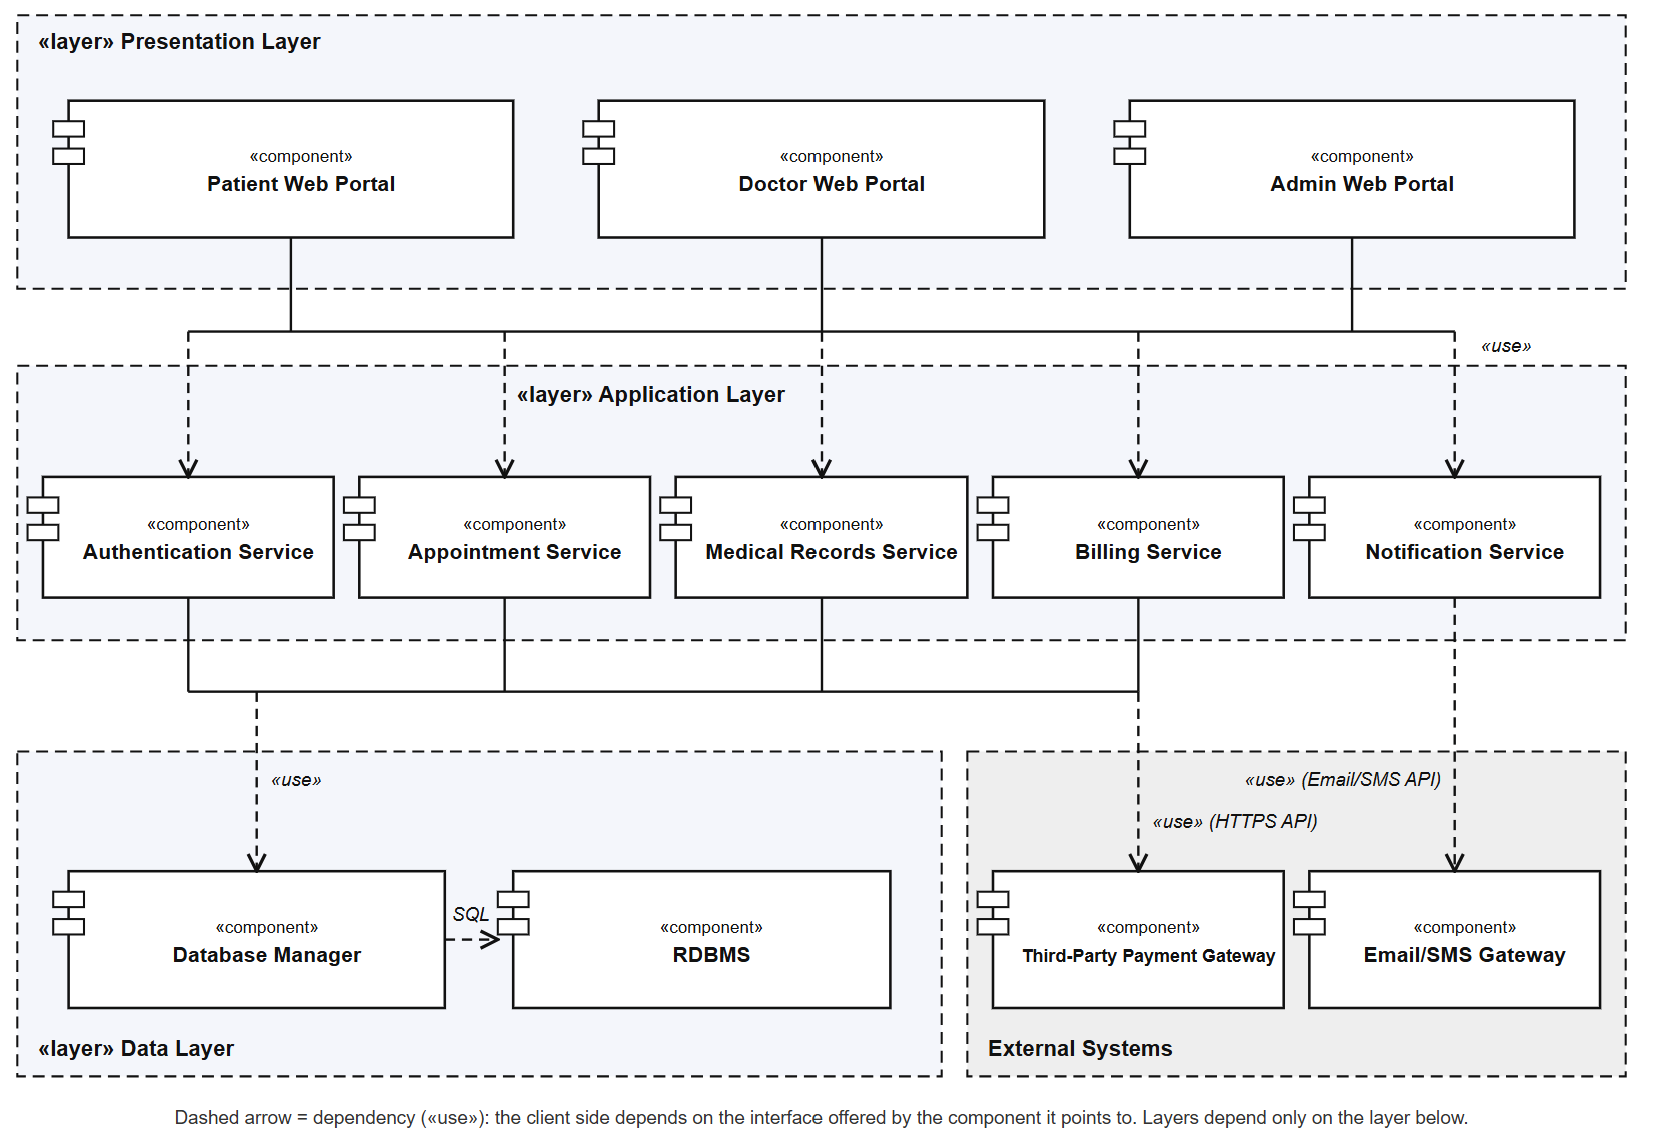 «layer» Presentation Layer
«component»
Patient Web Portal
«component»
Doctor Web Portal
«component»
Admin Web Portal
«use»
«layer» Application Layer
«component»
Authentication Service
«component»
Appointment Service
«component»
Medical Records Service
«component»
Billing Service
«component»
Notification Service
«use»
«use» (Email/SMS API)
«use» (HTTPS API)
«component»
Database Manager
SQL
«component»
RDBMS
«component»
Third-Party Payment Gateway
«component»
Email/SMS Gateway
«layer» Data Layer
External Systems
Dashed arrow = dependency («use»): the client side depends on the interface offered by the component it points to. Layers depend only on the layer below.